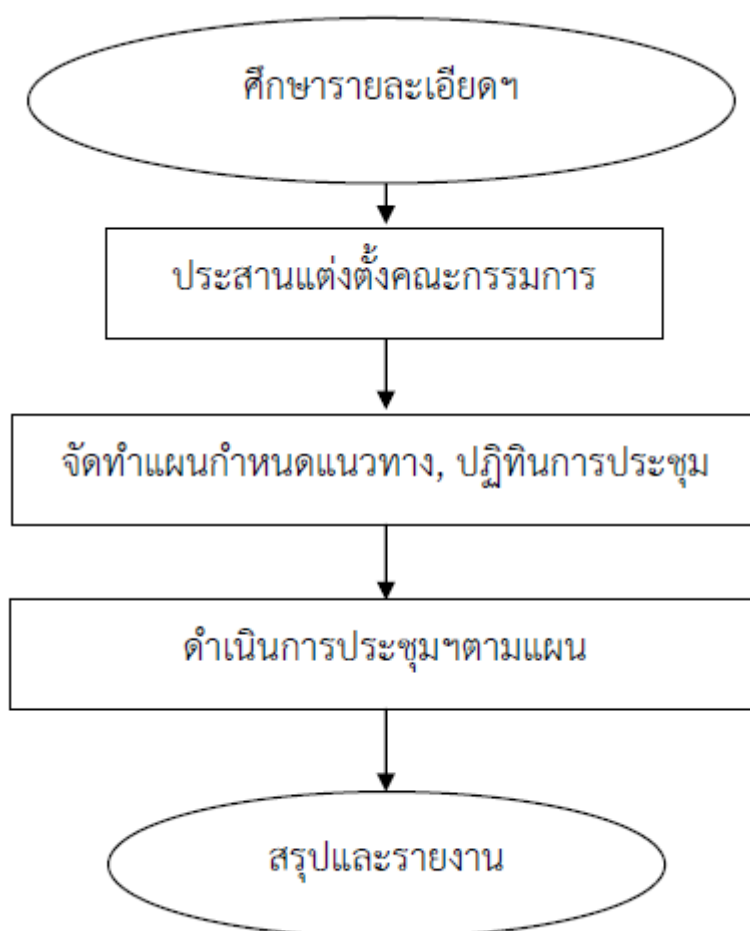 ศึกษารายละเอียดฯ
ประสานแต่งตั้งคณะกรรมการ
จัดทำแผนกำหนดแนวทาง, ปฏิทินการประชุม
ดำเนินการประชุมฯตามแผน
สรุปและรายงาน